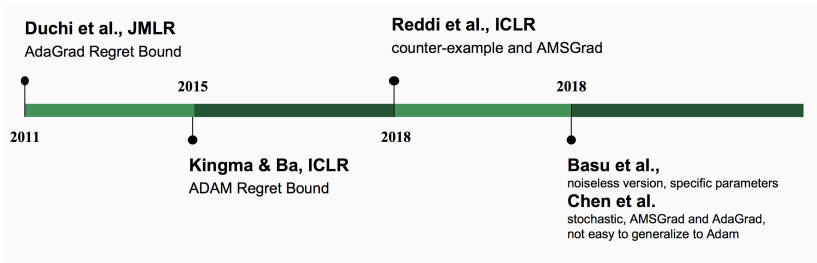 Duchi et al., JMLR
AdaGrad Regret Bound
2011
2015
Kingma & Ba, ICLR
ADAM Regret Bound
Reddi et al., ICLR
counter-example and AMSGrad
2018
2018
Basu et al.,
noiseless version, specific parameters
Chen et al.
stochastic, AMSGrad and AdaGrad,
not easy to generalize to Adam